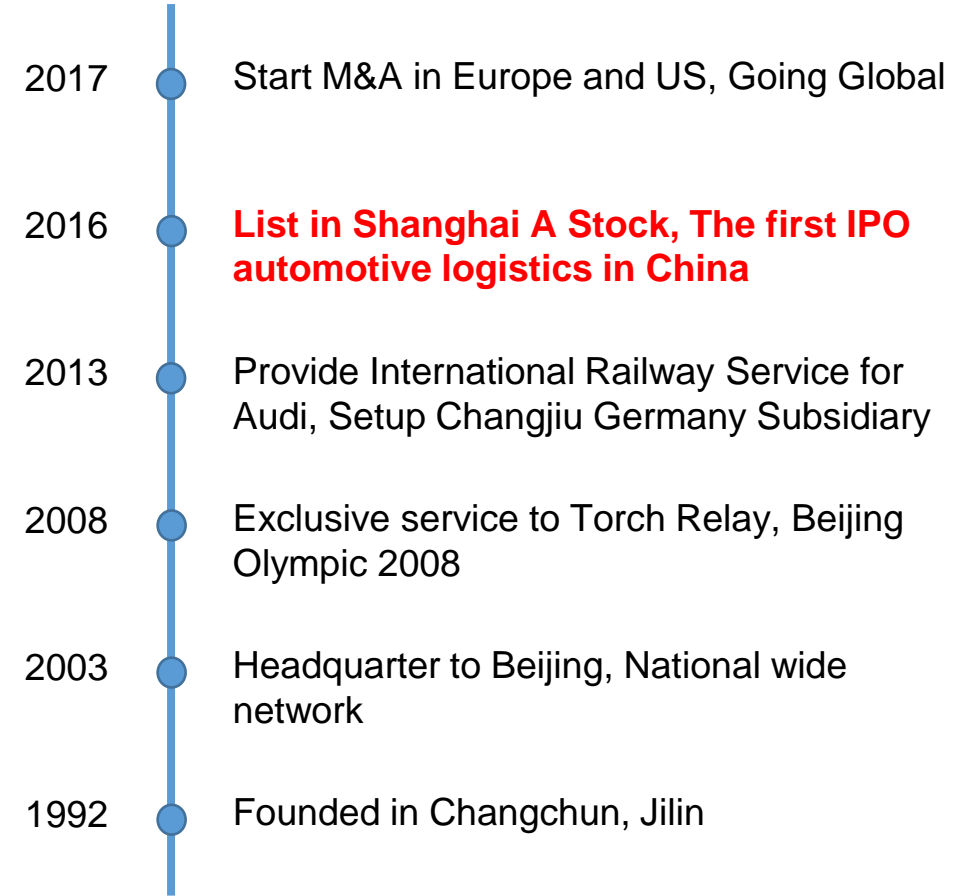 2017 Start M&A in Europe and US, Going Global
2016 List in Shanghai A Stock, The first IPO
automotive logistics in China
2013 Provide International Railway Service for
Audi, Setup Changjiu Germany Subsidiary
2008 Exclusive service to Torch Relay, Beijing
Olympic 2008
2003 Headquarter to Beijing, National wide
network
1992 Founded in Changchun, Jilin